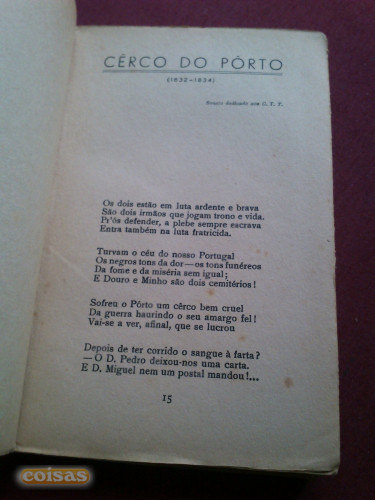 CÊRCO DO PÔRTO
(1832-1834)
Soneto dedicado aos C. T. T.
Os dois estão em luta ardente e brava
São dois irmãos que jogam trono e vida.
Pr'ós defender, a plebe sempre escrava
Entra também na luta fratricida.
Turvam o céu do nosso Portugal
Os negros tons da dor—os tons funéreos
Da fome e da miséria sem igual;
E Douro e Minho são dois cemitérios!
Sofreu o Pôrto um cêrco bem cruel
Da guerra haurindo o seu amargo fel!
Vai-se a ver, afinal, que se lucrou
Depois de ter corrido o sangue à farta?
—O D. Pedro deixou-nos uma carta.
E D. Miguel nem um postal mandou!...
15
coisas